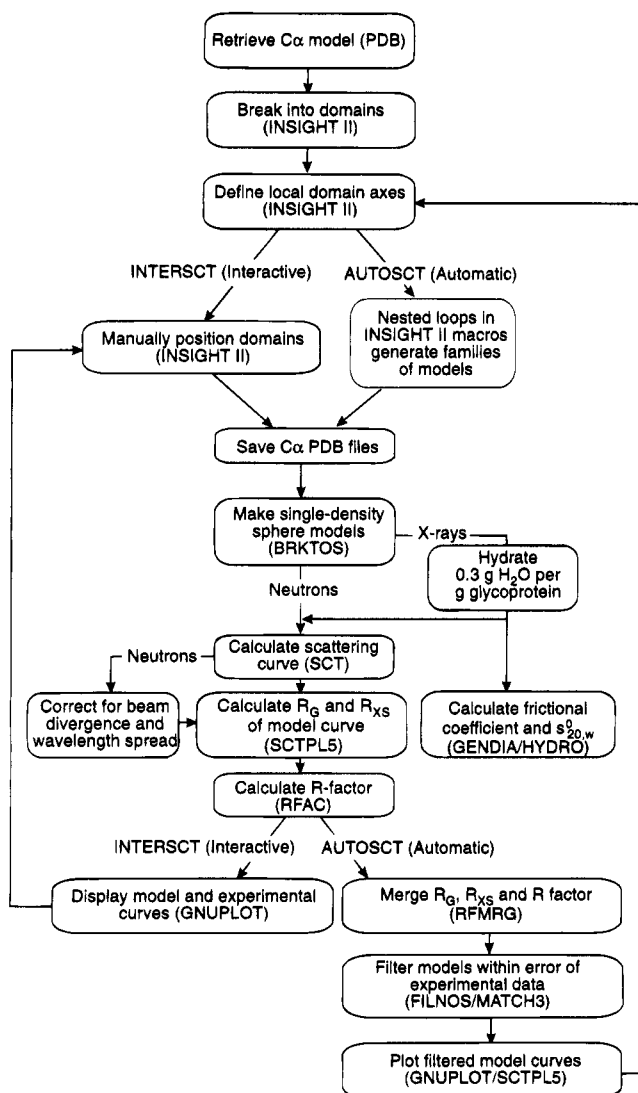 Retrieve Cα model (PDB)
Break into domains
(INSIGHT II)
Define local domain axes
(INSIGHT II)
INTERSCT (Interactive)
AUTOSCT (Automatic)
Manually position domains
(INSIGHT II)
Nested loops in
INSIGHT II macros
generate families
of models
Save Cα PDB files
Make single-density
sphere models
(BRKTOS)
X-rays
Hydrate
0.3 g H₂O per
g glycoprotein
Neutrons
Calculate scattering
curve (SCT)
Neutrons
Correct for beam
divergence and
wavelength spread
Calculate R_G and R_XS
of model curve
(SCTPL5)
Calculate frictional
coefficient and s⁰₂₀,w
(GENDIA/HYDRO)
Calculate R-factor
(RFAC)
INTERSCT (Interactive)
AUTOSCT (Automatic)
Display model and experimental
curves (GNUPLOT)
Merge R_G, R_XS and R factor
(RFMRG)
Filter models within error of
experimental data
(FILNOS/MATCH3)
Plot filtered model curves
(GNUPLOT/SCTPL5)